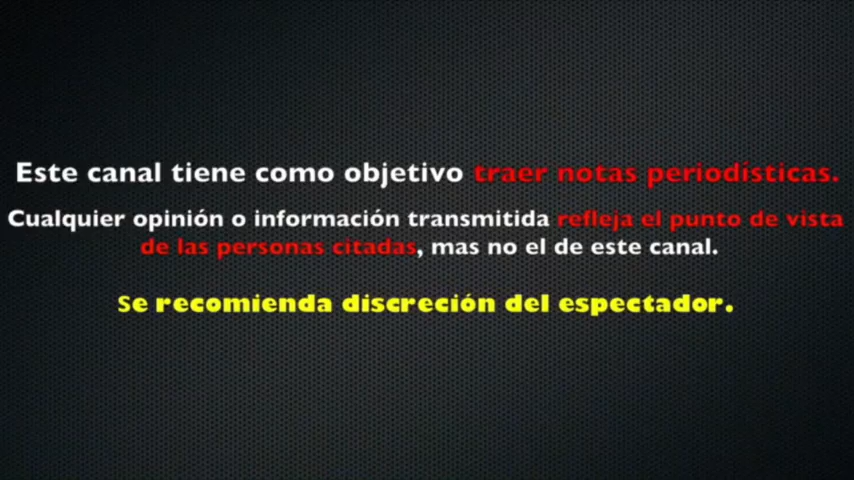 Este canal tiene como objetivo traer notas periodísticas.
Cualquier opinión o información transmitida refleja el punto de vista
de las personas citadas, mas no el de este canal.
Se recomienda discreción del espectador.